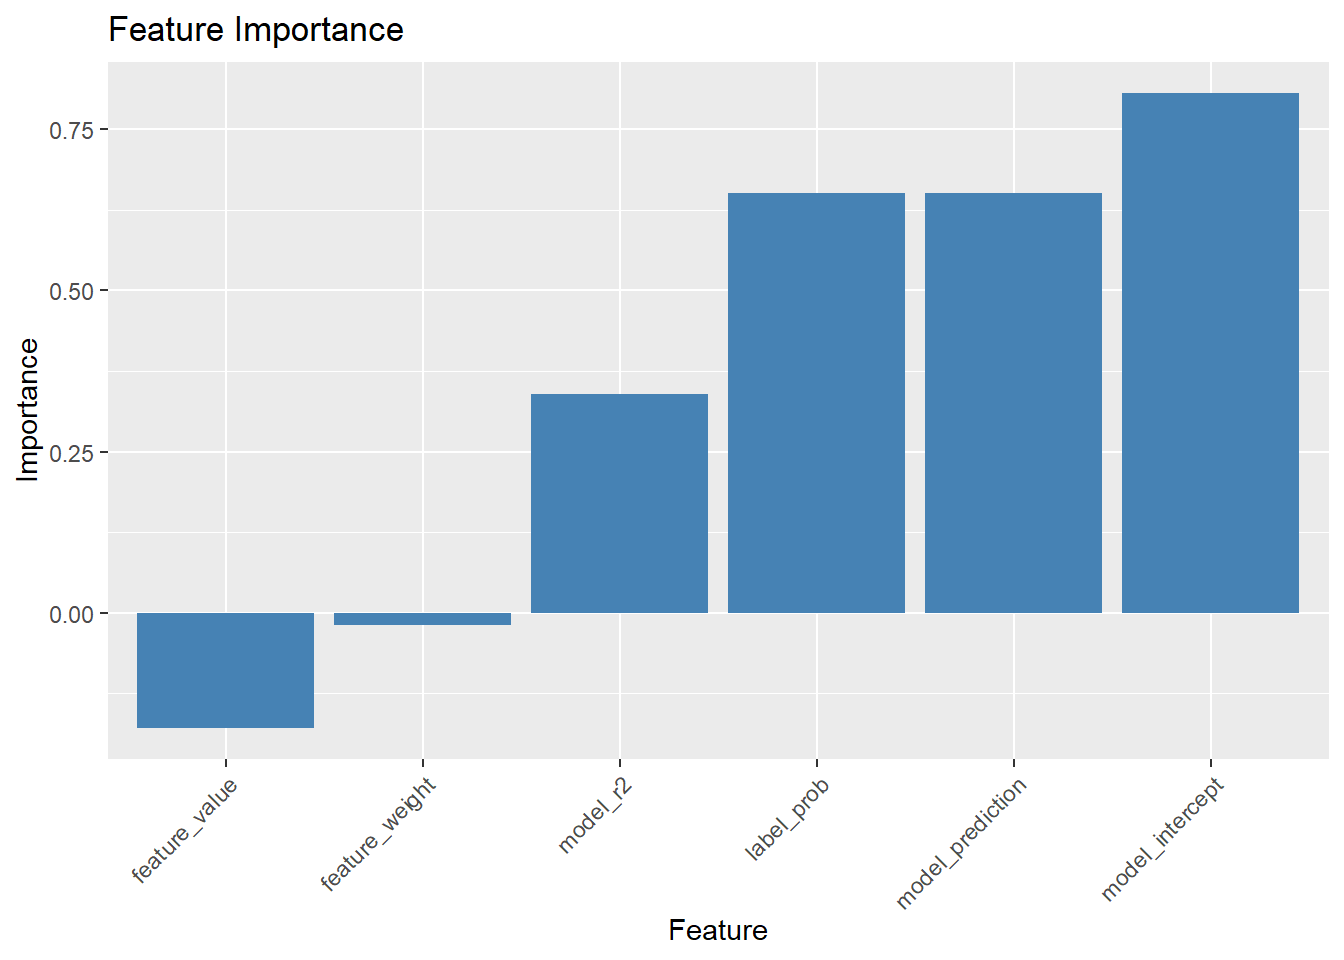 Feature Importance
0.75
0.50
0.25
0.00
Importance
feature_value
feature_weight
model_r2
label_prob
model_prediction
model_intercept
Feature